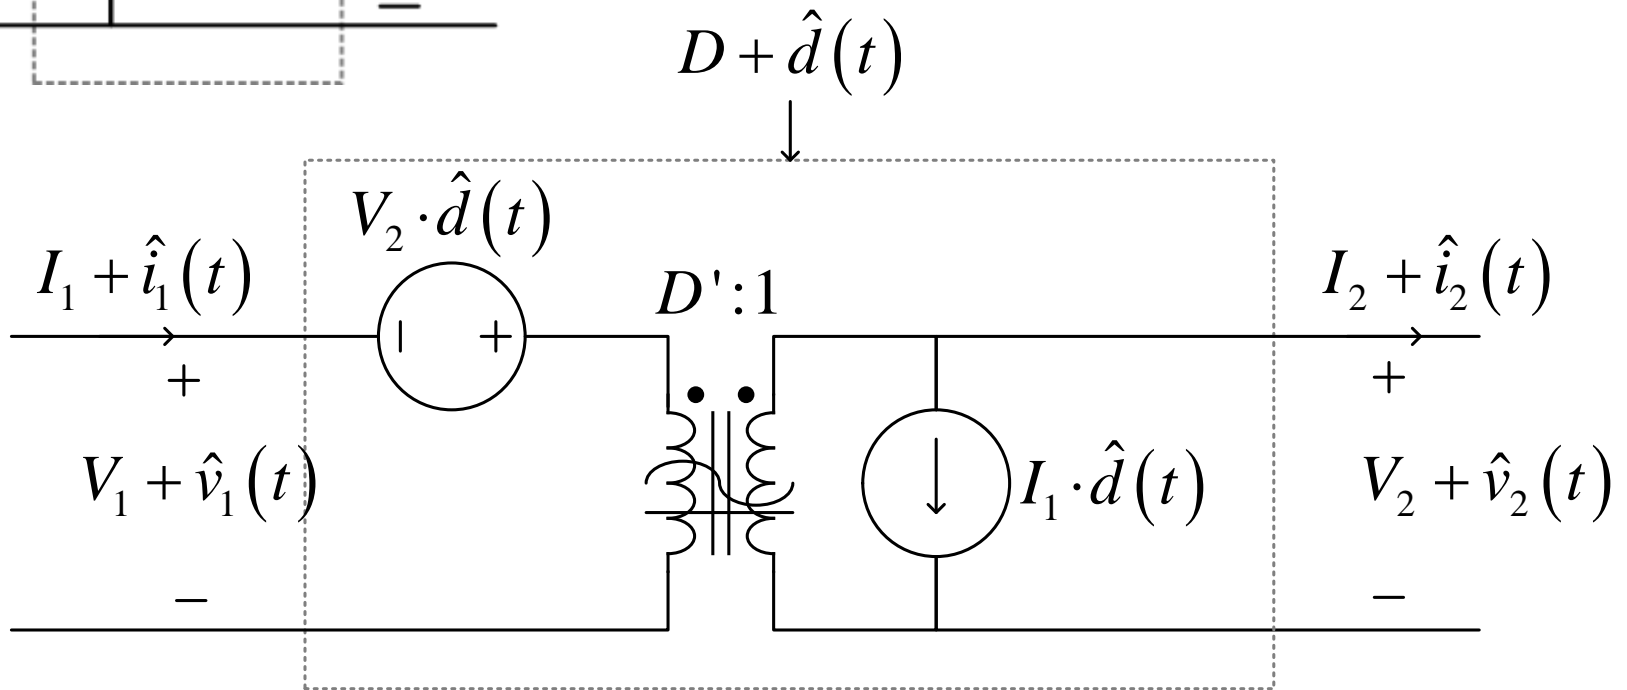 −
D + d̂(t)
V₂ · d̂(t)
I₁ + î₁(t)
D' : 1
I₂ + î₂(t)
− +
+
+
V₁ + v̂₁(t)
I₁ · d̂(t)
V₂ + v̂₂(t)
−
−